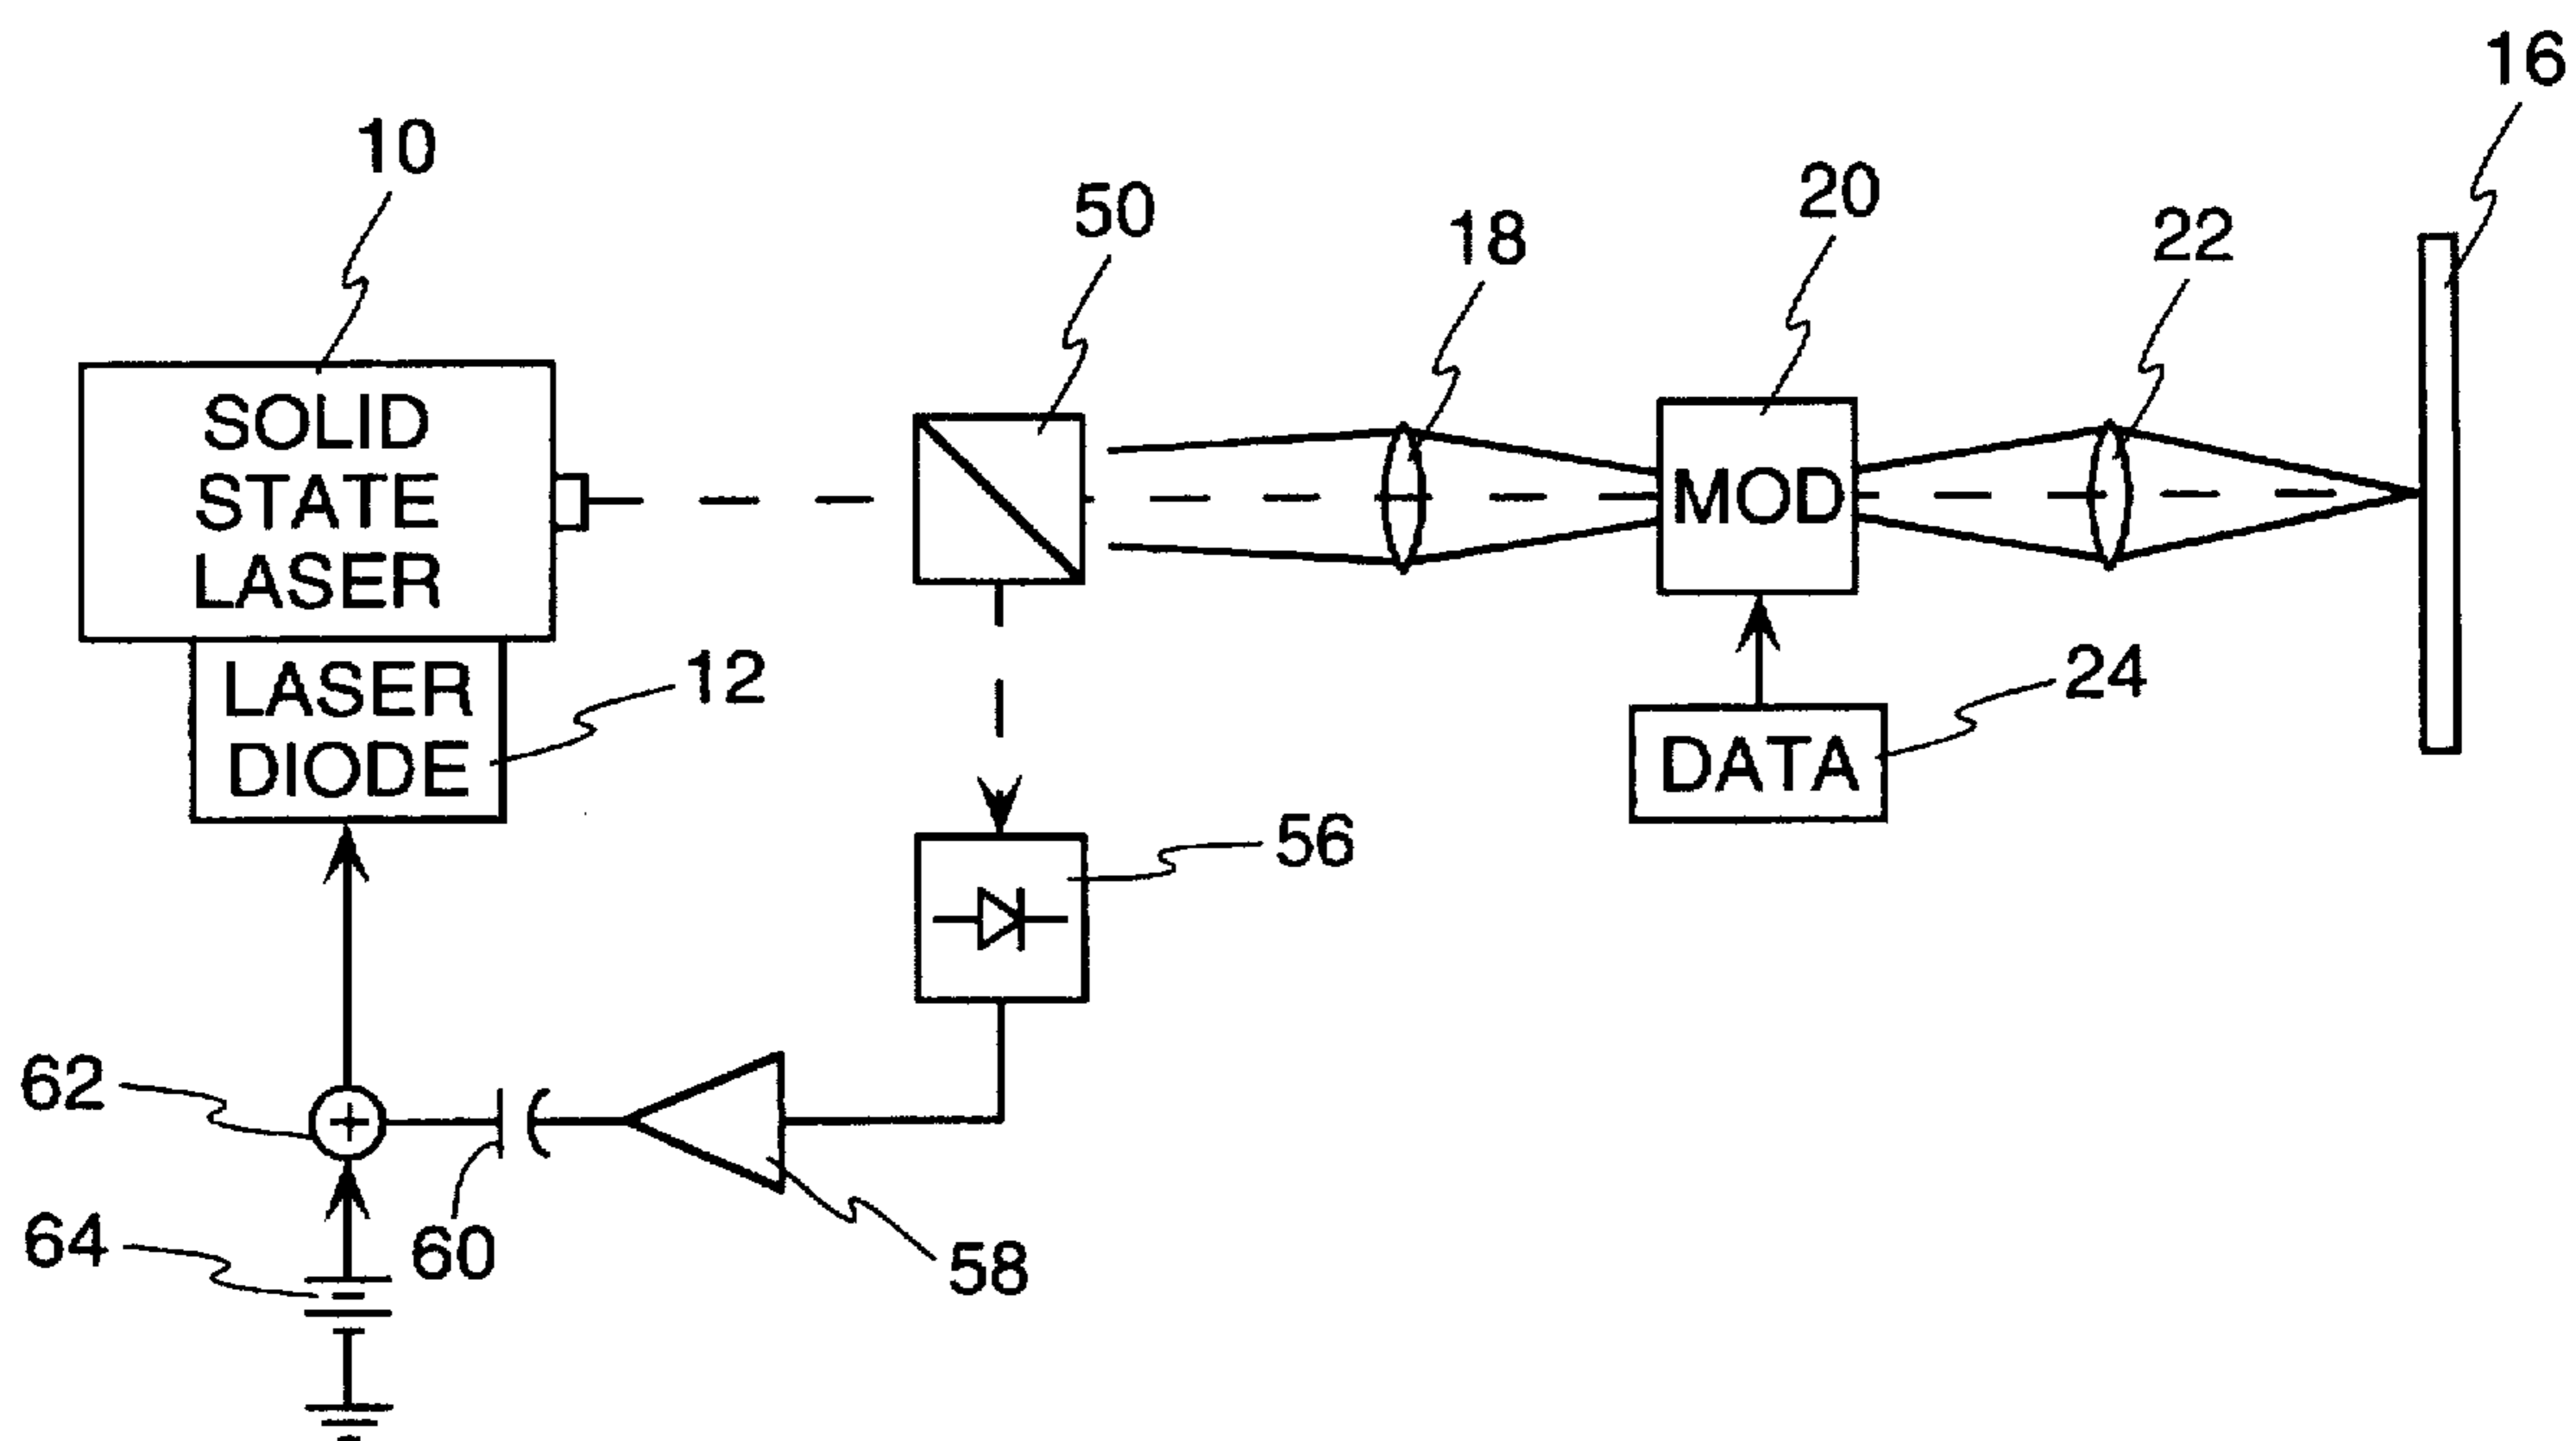 16
10
50
18
20
22
SOLID
STATE
LASER
MOD
LASER
DIODE
12
24
DATA
56
62
+
64
60
58